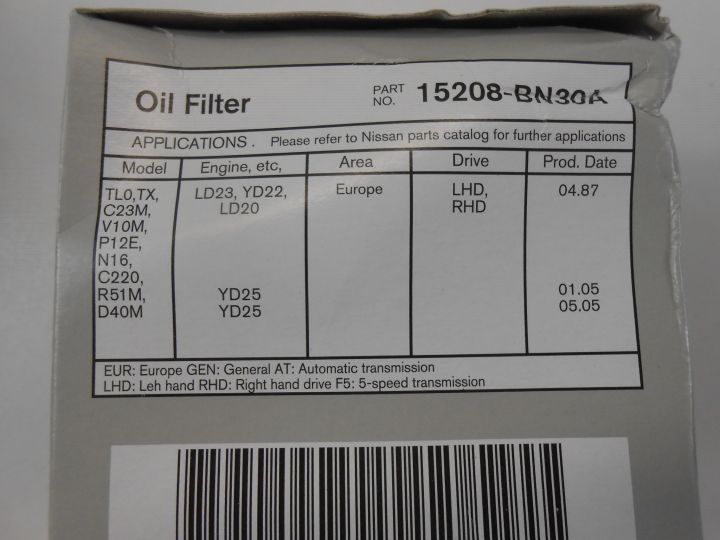 Oil Filter PART NO. 15208-BN30A
APPLICATIONS . Please refer to Nissan parts catalog for further applications
Model Engine, etc, Area Drive Prod. Date
TL0,TX, LD23, YD22, Europe LHD, 04.87
C23M, LD20 RHD
V10M,
P12E,
N16,
C220,
R51M, YD25 01.05
D40M YD25 05.05
EUR: Europe GEN: General AT: Automatic transmission
LHD: Leh hand RHD: Right hand drive F5: 5-speed transmission